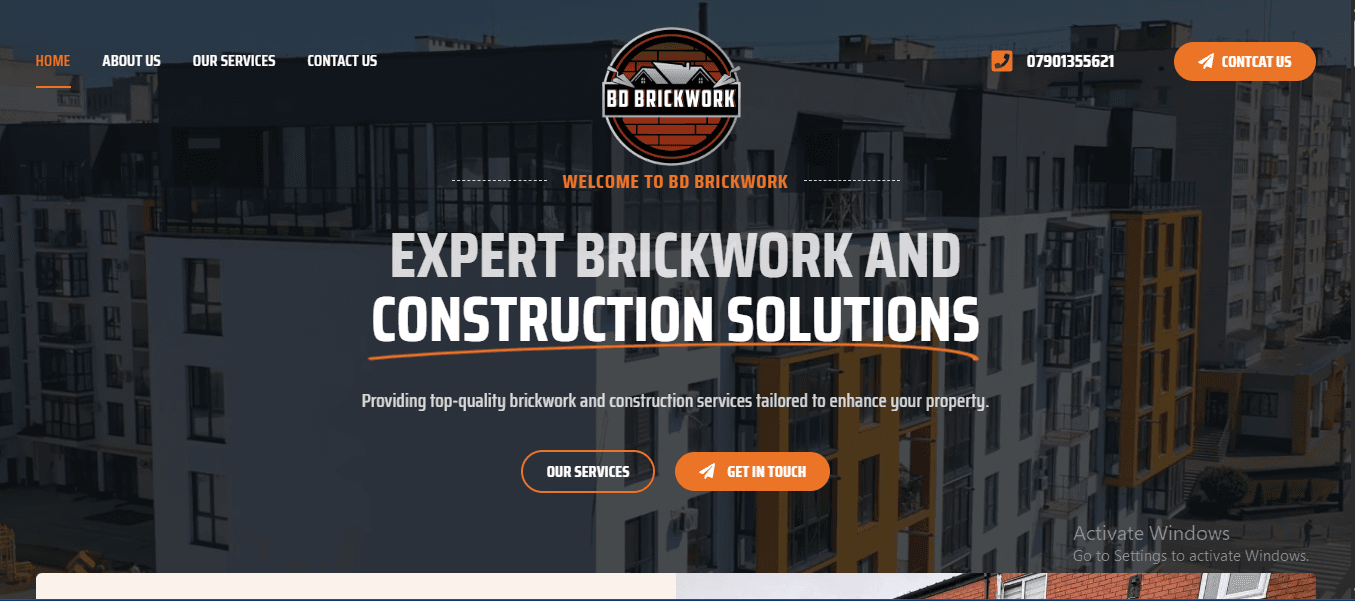 HOME ABOUT US OUR SERVICES CONTACT US
BD BRICKWORK
07901355621
CONTCAT US
WELCOME TO BD BRICKWORK
EXPERT BRICKWORK AND
CONSTRUCTION SOLUTIONS
Providing top-quality brickwork and construction services tailored to enhance your property.
OUR SERVICES
GET IN TOUCH
Activate Windows
Go to Settings to activate Windows.